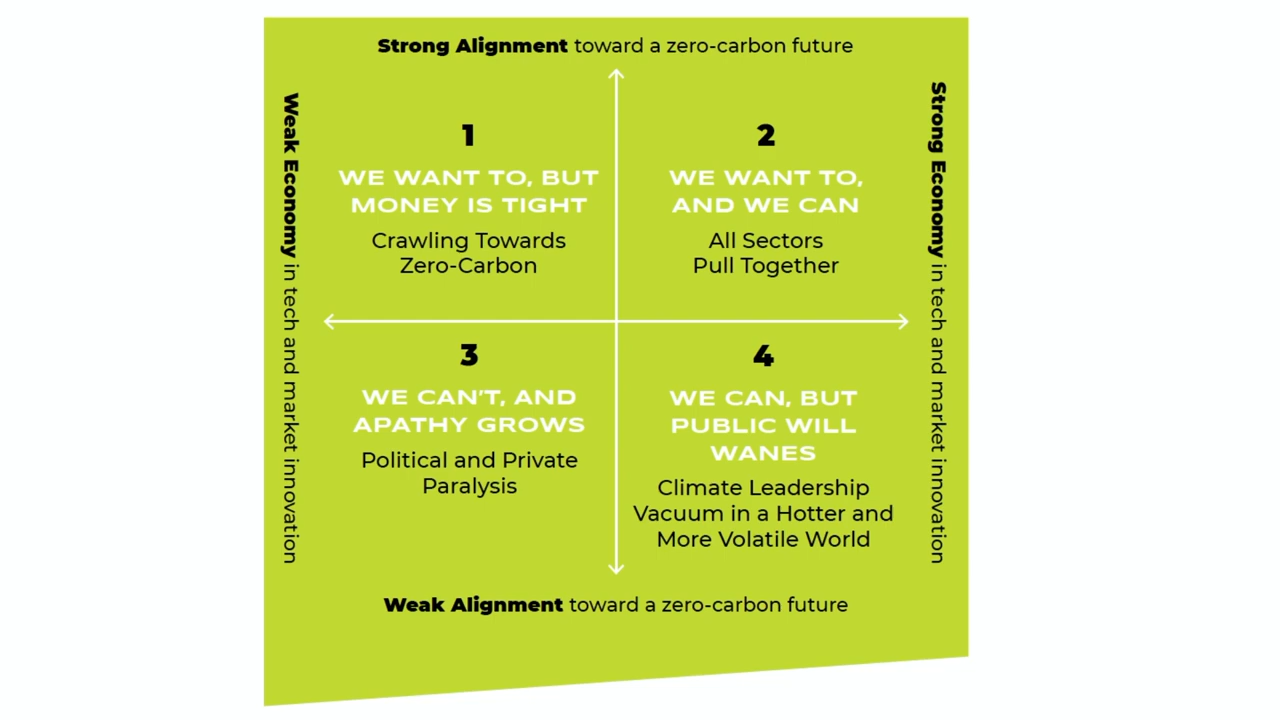 Strong Alignment toward a zero-carbon future
Weak Economy in tech and market innovation
1
WE WANT TO, BUT
MONEY IS TIGHT
Crawling Towards
Zero-Carbon
2
WE WANT TO,
AND WE CAN
All Sectors
Pull Together
Strong Economy in tech and market innovation
3
WE CAN'T, AND
APATHY GROWS
Political and Private
Paralysis
4
WE CAN, BUT
PUBLIC WILL
WANES
Climate Leadership
Vacuum in a Hotter and
More Volatile World
Weak Alignment toward a zero-carbon future